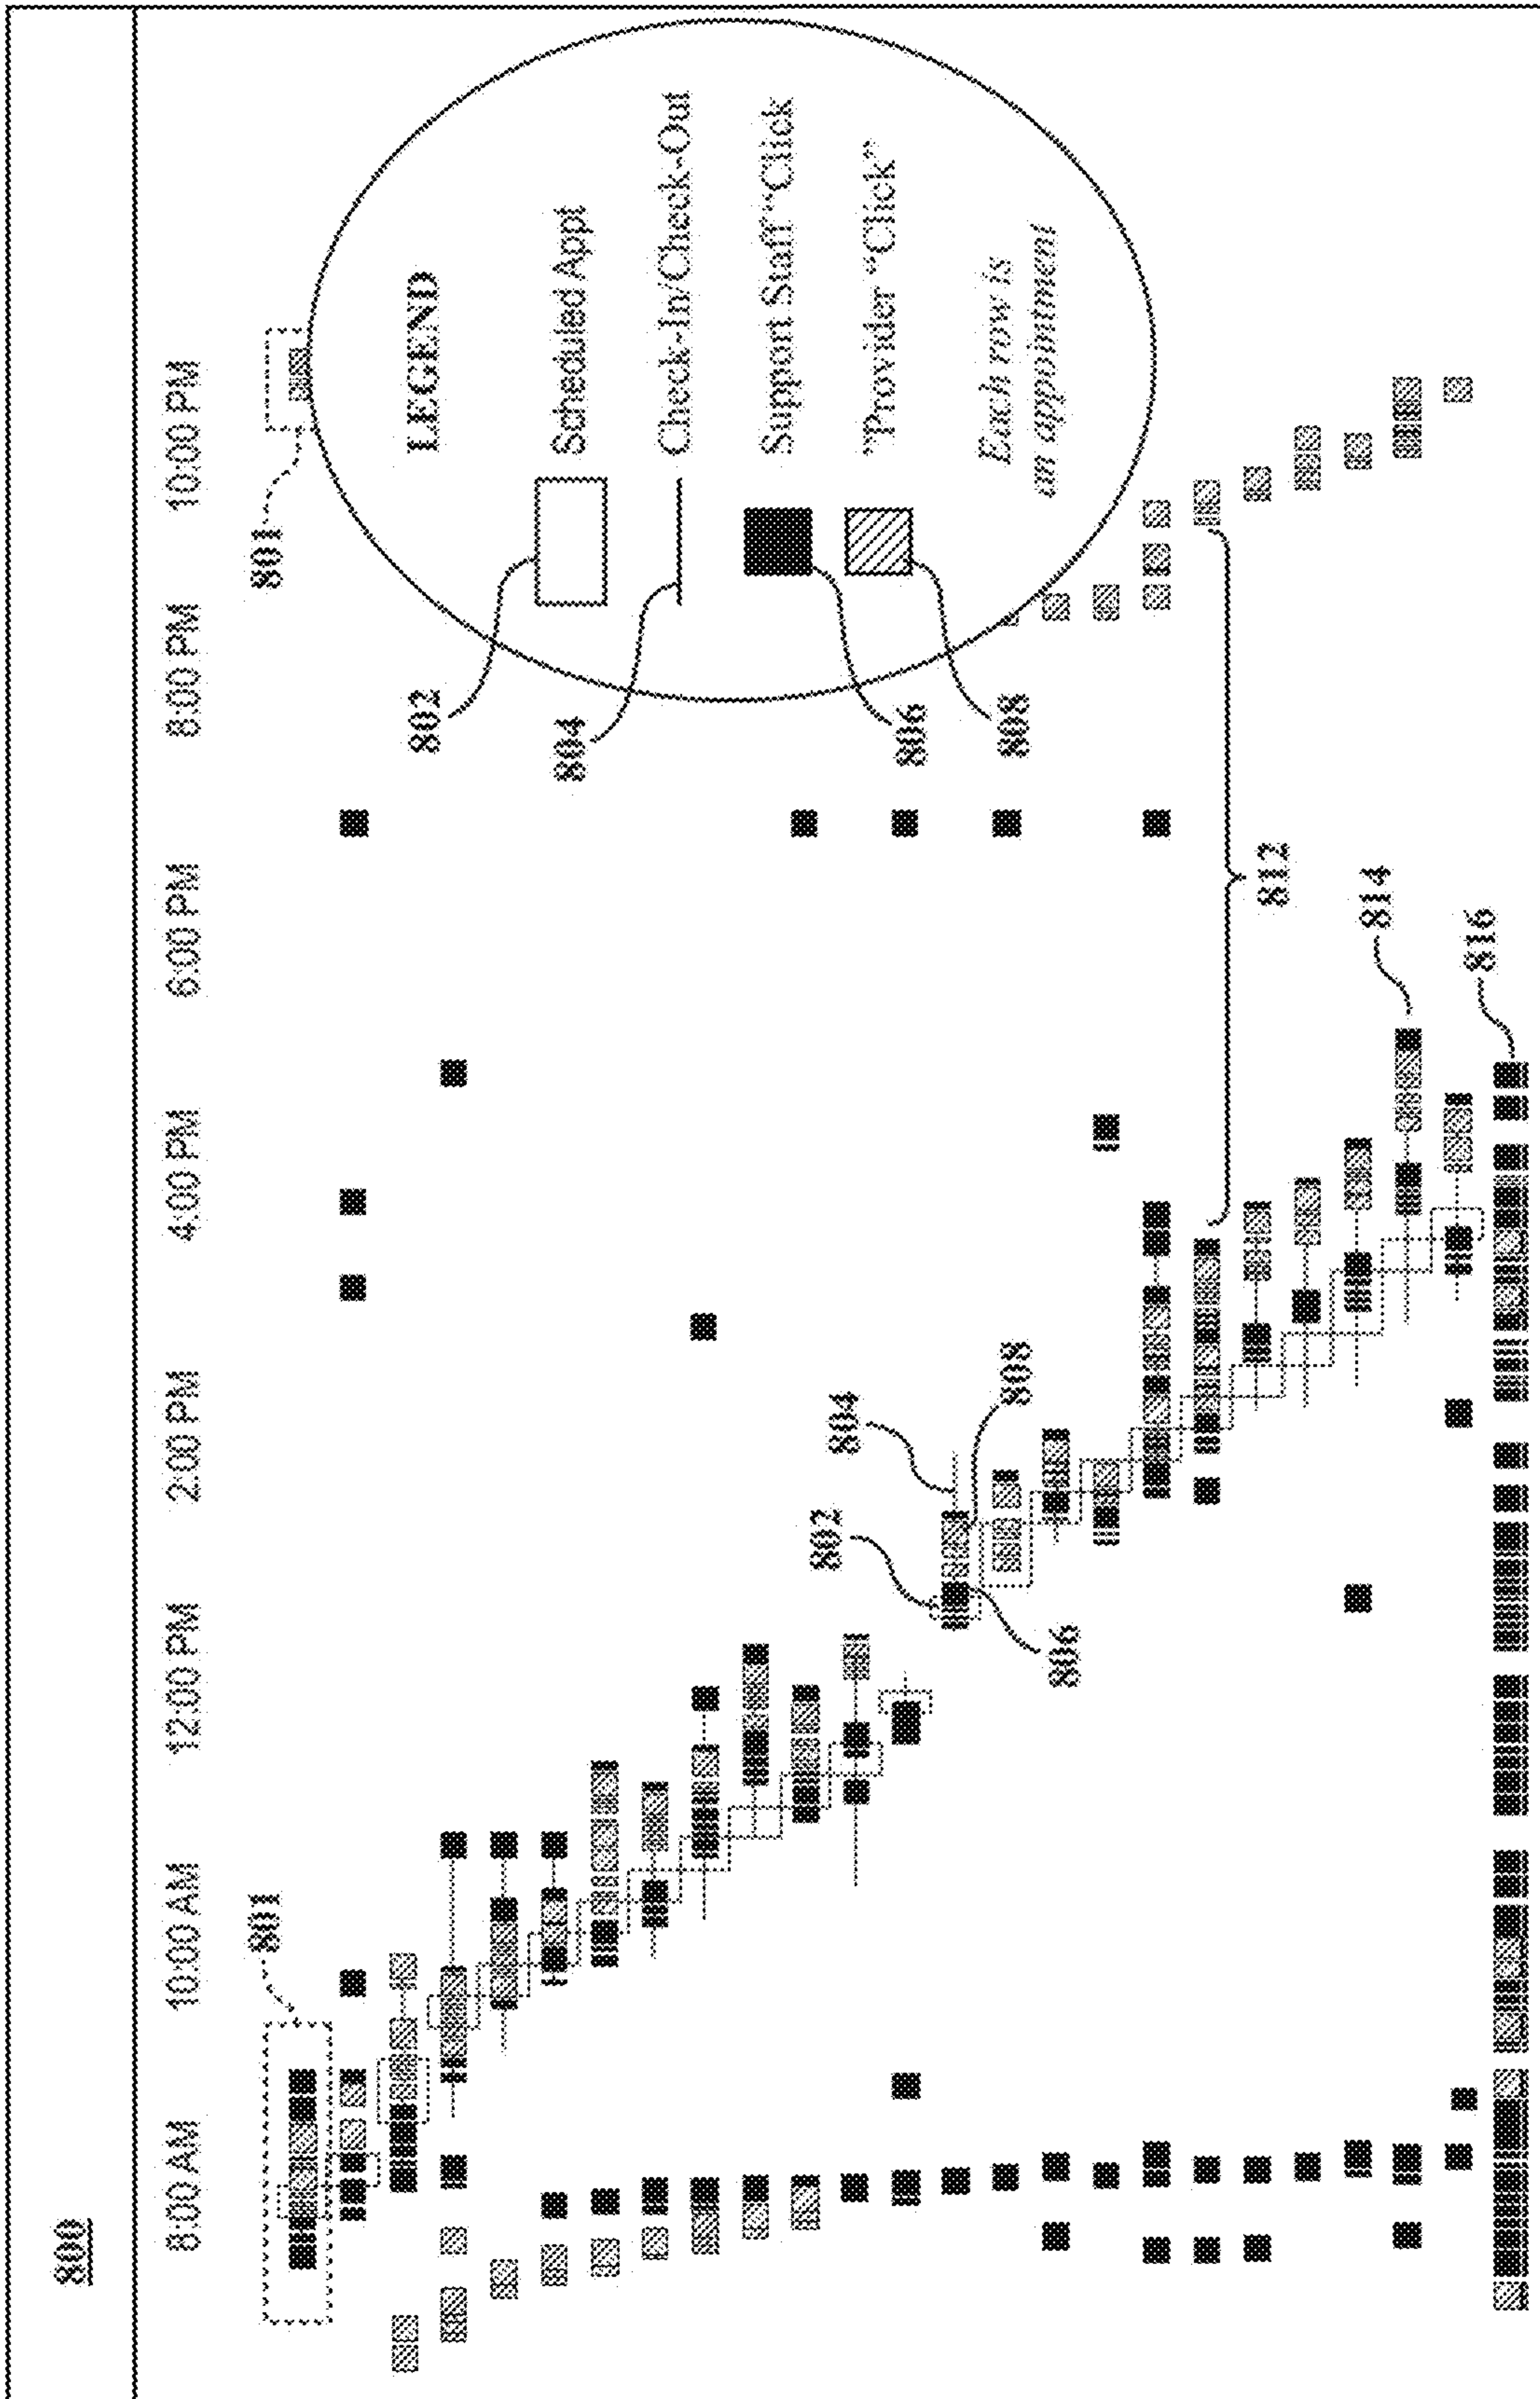 800
8:00 AM
10:00 AM
12:00 PM
2:00 PM
4:00 PM
6:00 PM
8:00 PM
10:00 PM
801
801
LEGEND
802
Scheduled Appt
804
Check-In/Check-Out
806
Support Staff "Click
808
"Provider "Click"
Each row is
an appointment
802
804
806
808
812
814
816